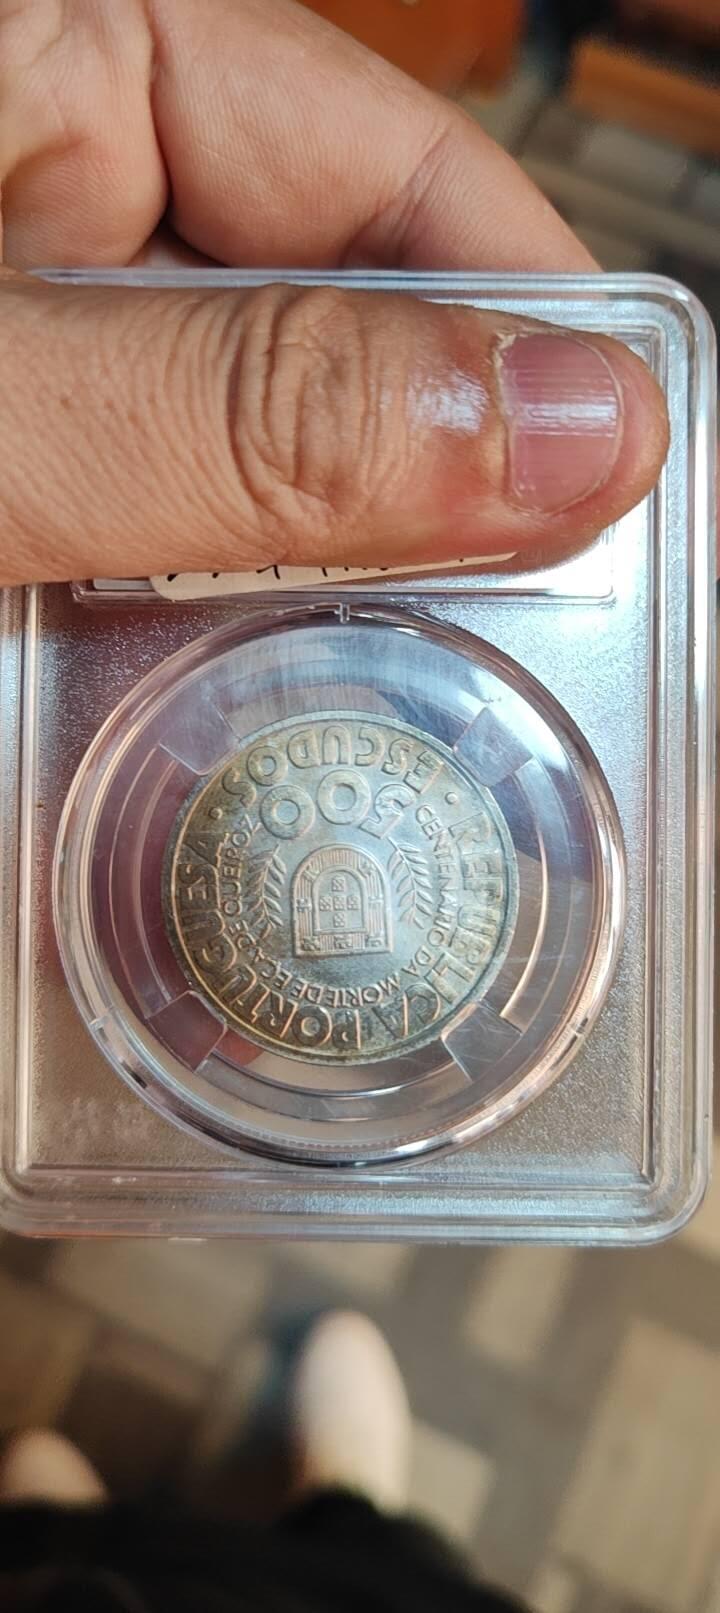 REPUBLICA PORTUGUESA
CENTENÁRIO DA MORTE DE EÇA DE QUEIROZ
500
ESCUDOS